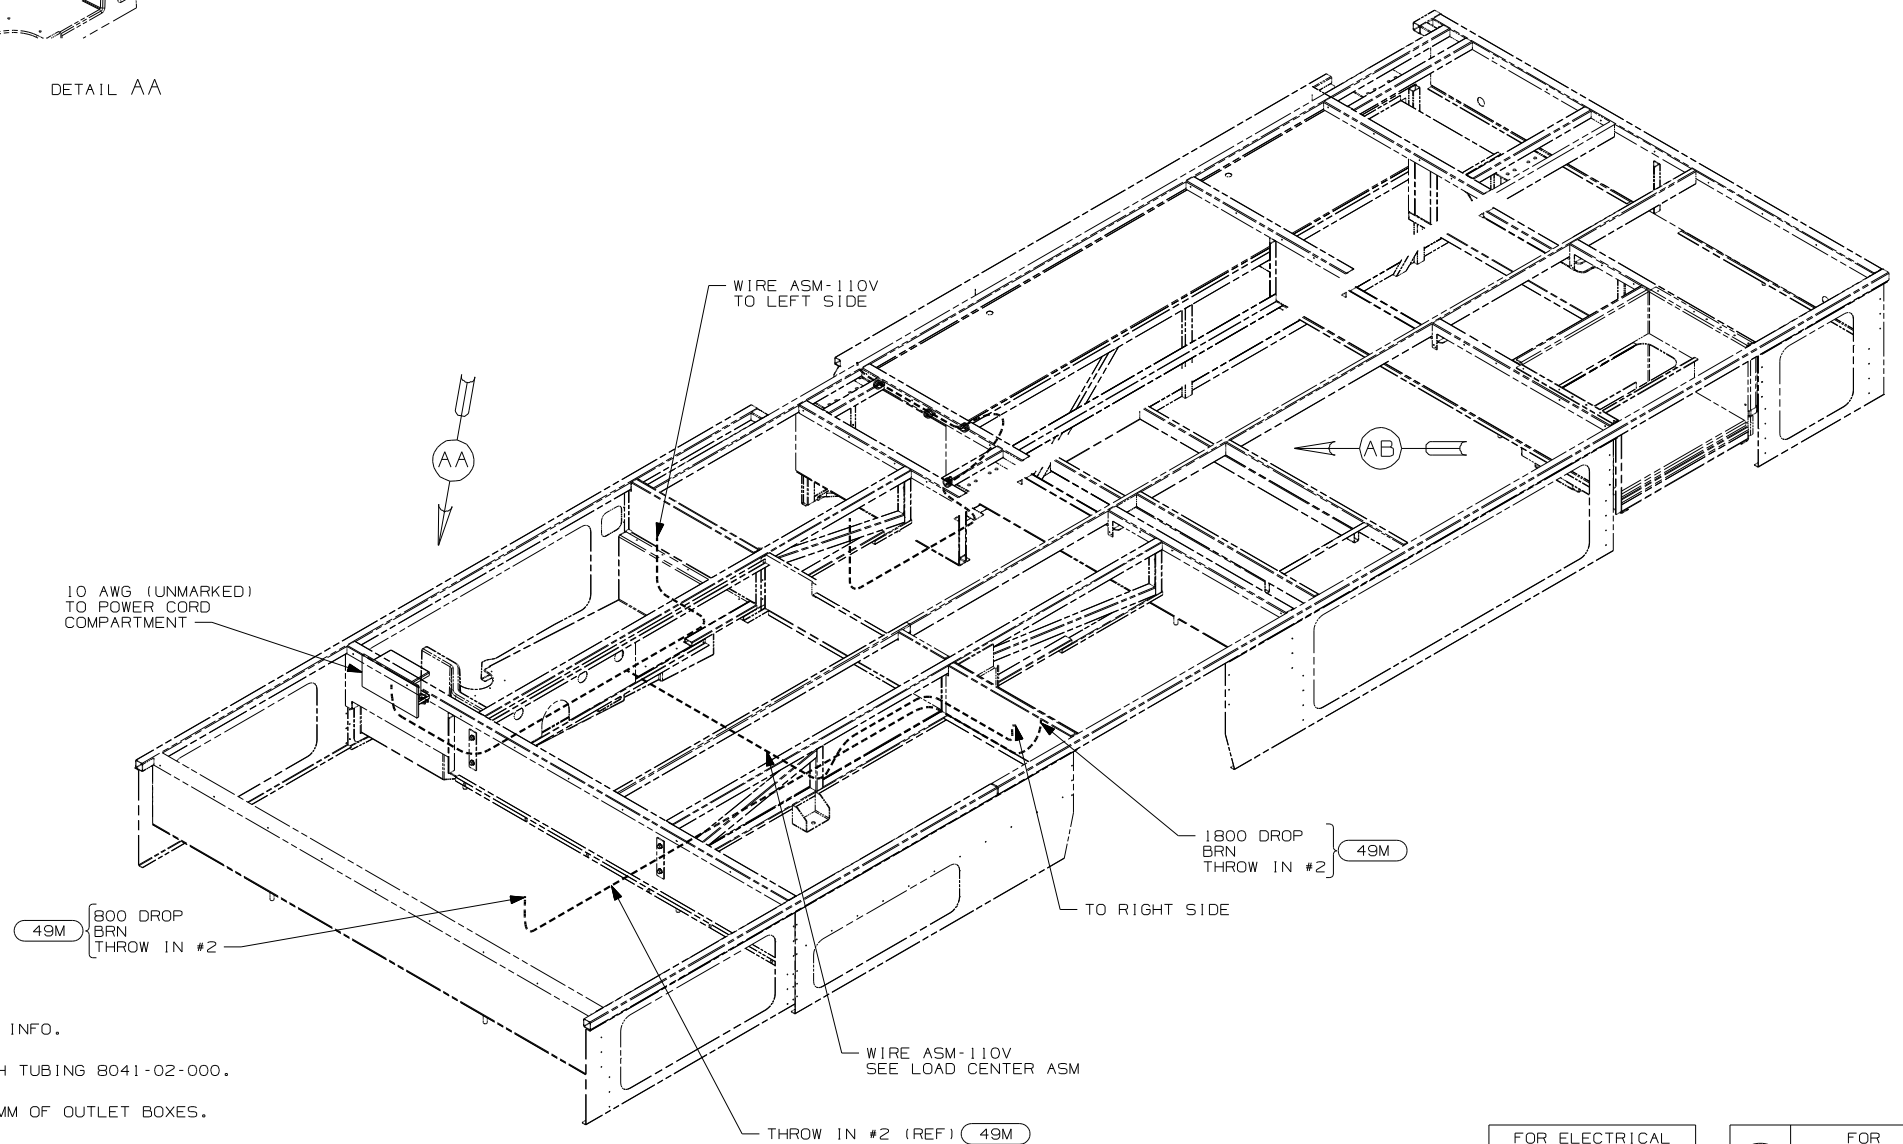 DETAIL AA
WIRE ASM-110V
TO LEFT SIDE
AA
AB
10 AWG (UNMARKED)
TO POWER CORD
COMPARTMENT
1800 DROP
BRN
THROW IN #2
49M
TO RIGHT SIDE
49M
800 DROP
BRN
THROW IN #2
INFO.
H TUBING 8041-02-000.
MM OF OUTLET BOXES.
WIRE ASM-110V
SEE LOAD CENTER ASM
THROW IN #2 (REF) 49M
FOR ELECTRICAL
FOR